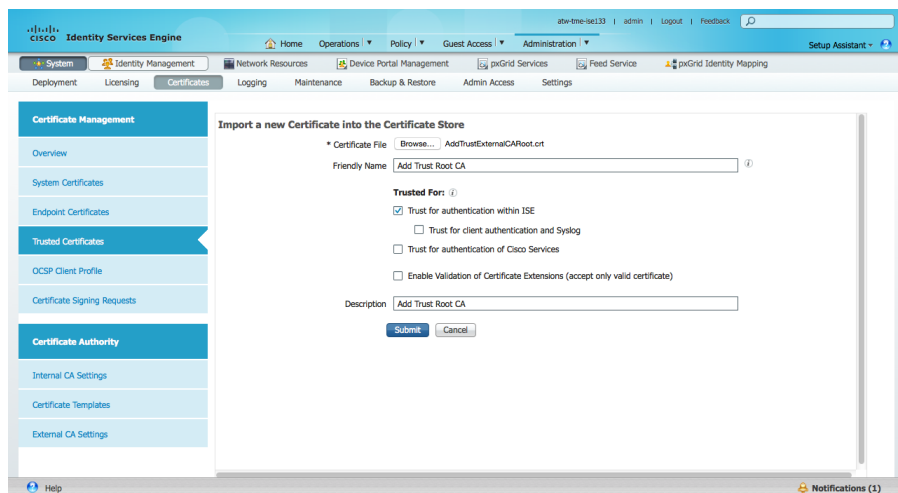 atw-tme-ise133 | admin | Logout | Feedback
CISCO Identity Services Engine
Home Operations Policy Guest Access Administration Setup Assistant
System Identity Management Network Resources Device Portal Management pxGrid Services Feed Service pxGrid Identity Mapping
Deployment Licensing Certificates Logging Maintenance Backup & Restore Admin Access Settings
Certificate Management
Overview
System Certificates
Endpoint Certificates
Trusted Certificates
OCSP Client Profile
Certificate Signing Requests
Certificate Authority
Internal CA Settings
Certificate Templates
External CA Settings
Import a new Certificate into the Certificate Store
* Certificate File Browse... AddTrustExternalCARoot.crt
Friendly Name Add Trust Root CA
Trusted For:
Trust for authentication within ISE
Trust for client authentication and Syslog
Trust for authentication of Cisco Services
Enable Validation of Certificate Extensions (accept only valid certificate)
Description Add Trust Root CA
Submit Cancel
Help Notifications (1)